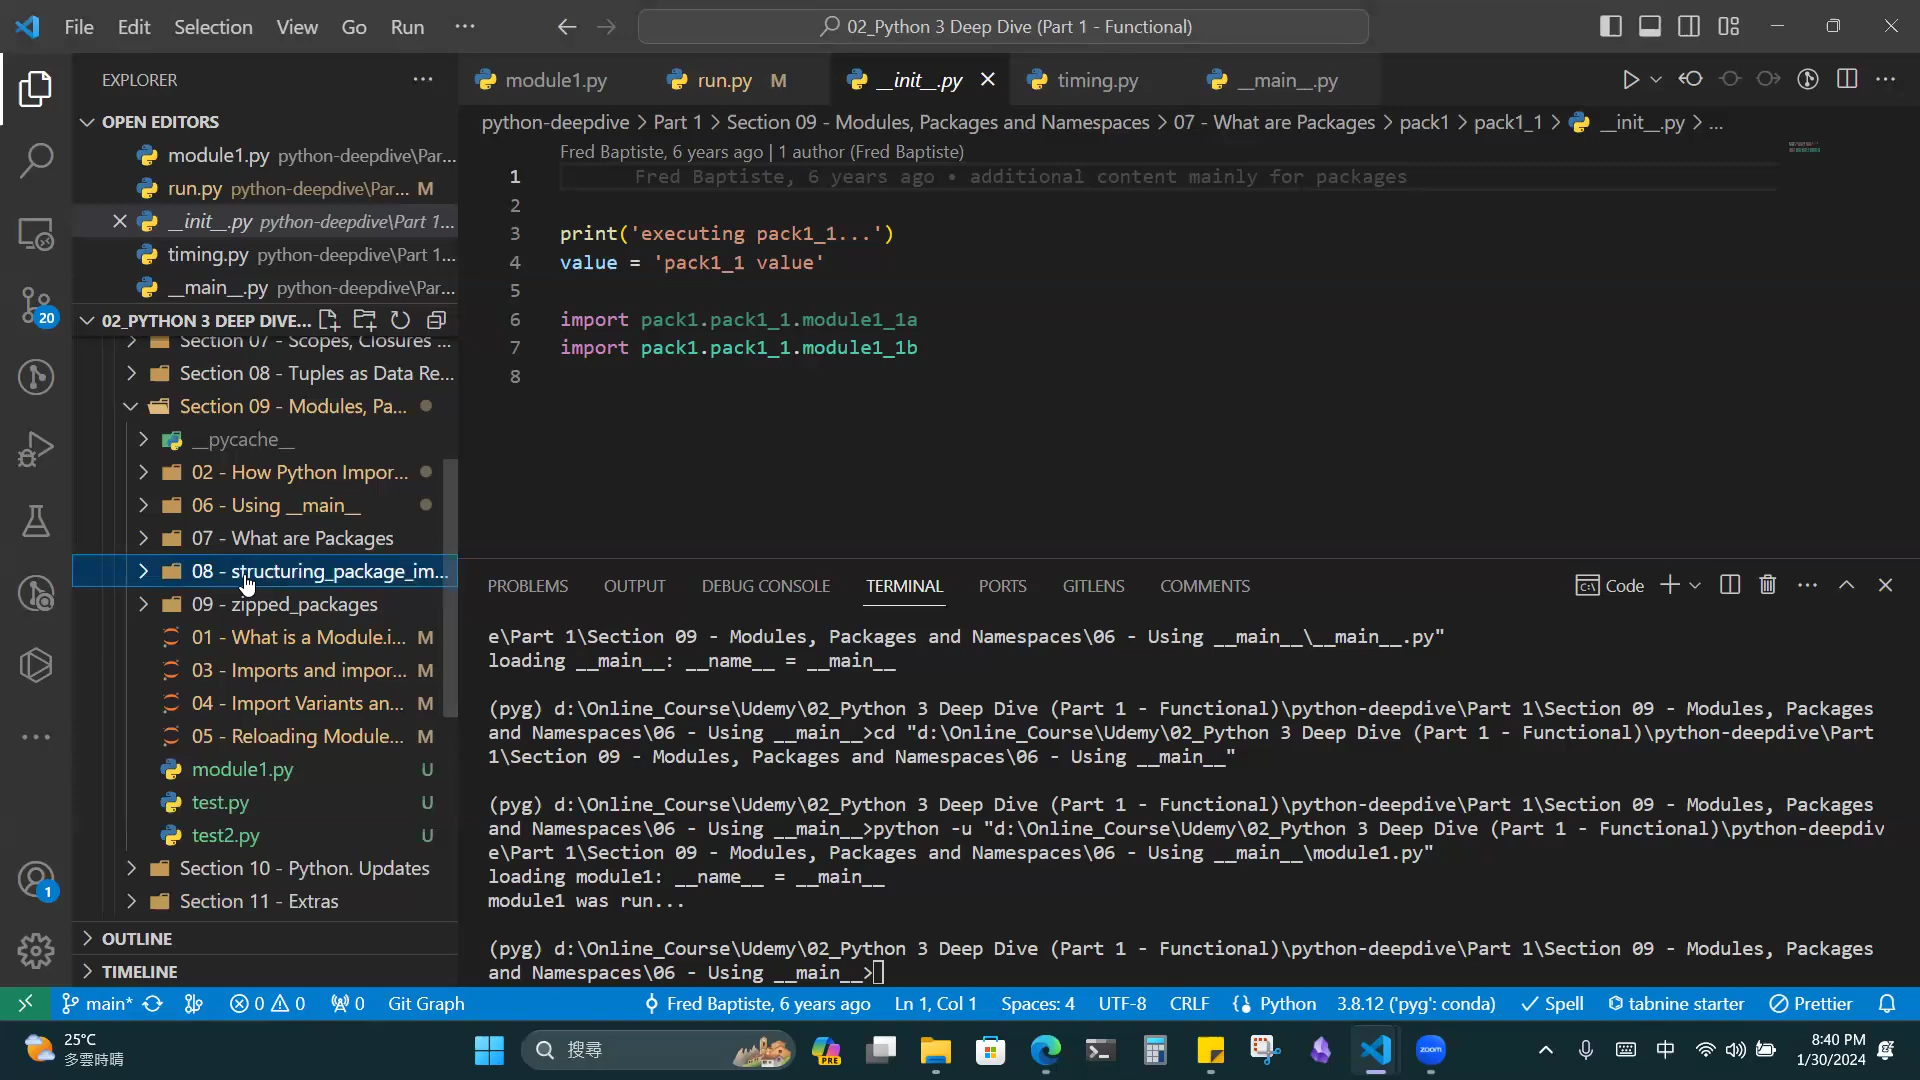 File Edit Selection View Go Run ···
02_Python 3 Deep Dive (Part 1 - Functional)
EXPLORER
OPEN EDITORS
module1.py python-deepdive\Par...
run.py python-deepdive\Par... M
__init__.py python-deepdive\Part 1...
timing.py python-deepdive\Part 1...
__main__.py python-deepdive\Par...
02_PYTHON 3 DEEP DIVE...
Section 07 - Scopes, Closures ...
Section 08 - Tuples as Data Re...
Section 09 - Modules, Pa...
__pycache__
02 - How Python Impor...
06 - Using __main__
07 - What are Packages
08 - structuring_package_im...
09 - zipped_packages
01 - What is a Module.i... M
03 - Imports and impor... M
04 - Import Variants an... M
05 - Reloading Module... M
module1.py U
test.py U
test2.py U
Section 10 - Python. Updates
Section 11 - Extras
OUTLINE
TIMELINE
20
1
module1.py run.py M __init__.py timing.py __main__.py
python-deepdive > Part 1 > Section 09 - Modules, Packages and Namespaces > 07 - What are Packages > pack1 > pack1_1 > __init__.py > ...
Fred Baptiste, 6 years ago | 1 author (Fred Baptiste)
1 Fred Baptiste, 6 years ago • additional content mainly for packages
2
3 print('executing pack1_1...')
4 value = 'pack1_1 value'
5
6 import pack1.pack1_1.module1_1a
7 import pack1.pack1_1.module1_1b
8
PROBLEMS OUTPUT DEBUG CONSOLE TERMINAL PORTS GITLENS COMMENTS Code
e\Part 1\Section 09 - Modules, Packages and Namespaces\06 - Using __main__\__main__.py"
loading __main__: __name__ = __main__
(pyg) d:\Online_Course\Udemy\02_Python 3 Deep Dive (Part 1 - Functional)\python-deepdive\Part 1\Section 09 - Modules, Packages
and Namespaces\06 - Using __main__>cd "d:\Online_Course\Udemy\02_Python 3 Deep Dive (Part 1 - Functional)\python-deepdive\Part
1\Section 09 - Modules, Packages and Namespaces\06 - Using __main__"
(pyg) d:\Online_Course\Udemy\02_Python 3 Deep Dive (Part 1 - Functional)\python-deepdive\Part 1\Section 09 - Modules, Packages
and Namespaces\06 - Using __main__>python -u "d:\Online_Course\Udemy\02_Python 3 Deep Dive (Part 1 - Functional)\python-deepdiv
e\Part 1\Section 09 - Modules, Packages and Namespaces\06 - Using __main__\module1.py"
loading module1: __name__ = __main__
module1 was run...
(pyg) d:\Online_Course\Udemy\02_Python 3 Deep Dive (Part 1 - Functional)\python-deepdive\Part 1\Section 09 - Modules, Packages
and Namespaces\06 - Using __main__>
main* 0 0 0 Git Graph Fred Baptiste, 6 years ago Ln 1, Col 1 Spaces: 4 UTF-8 CRLF Python 3.8.12 ('pyg': conda) Spell tabnine starter Prettier
25°C
多雲時晴
搜尋
PRE
zoom
中
8:40 PM
1/30/2024